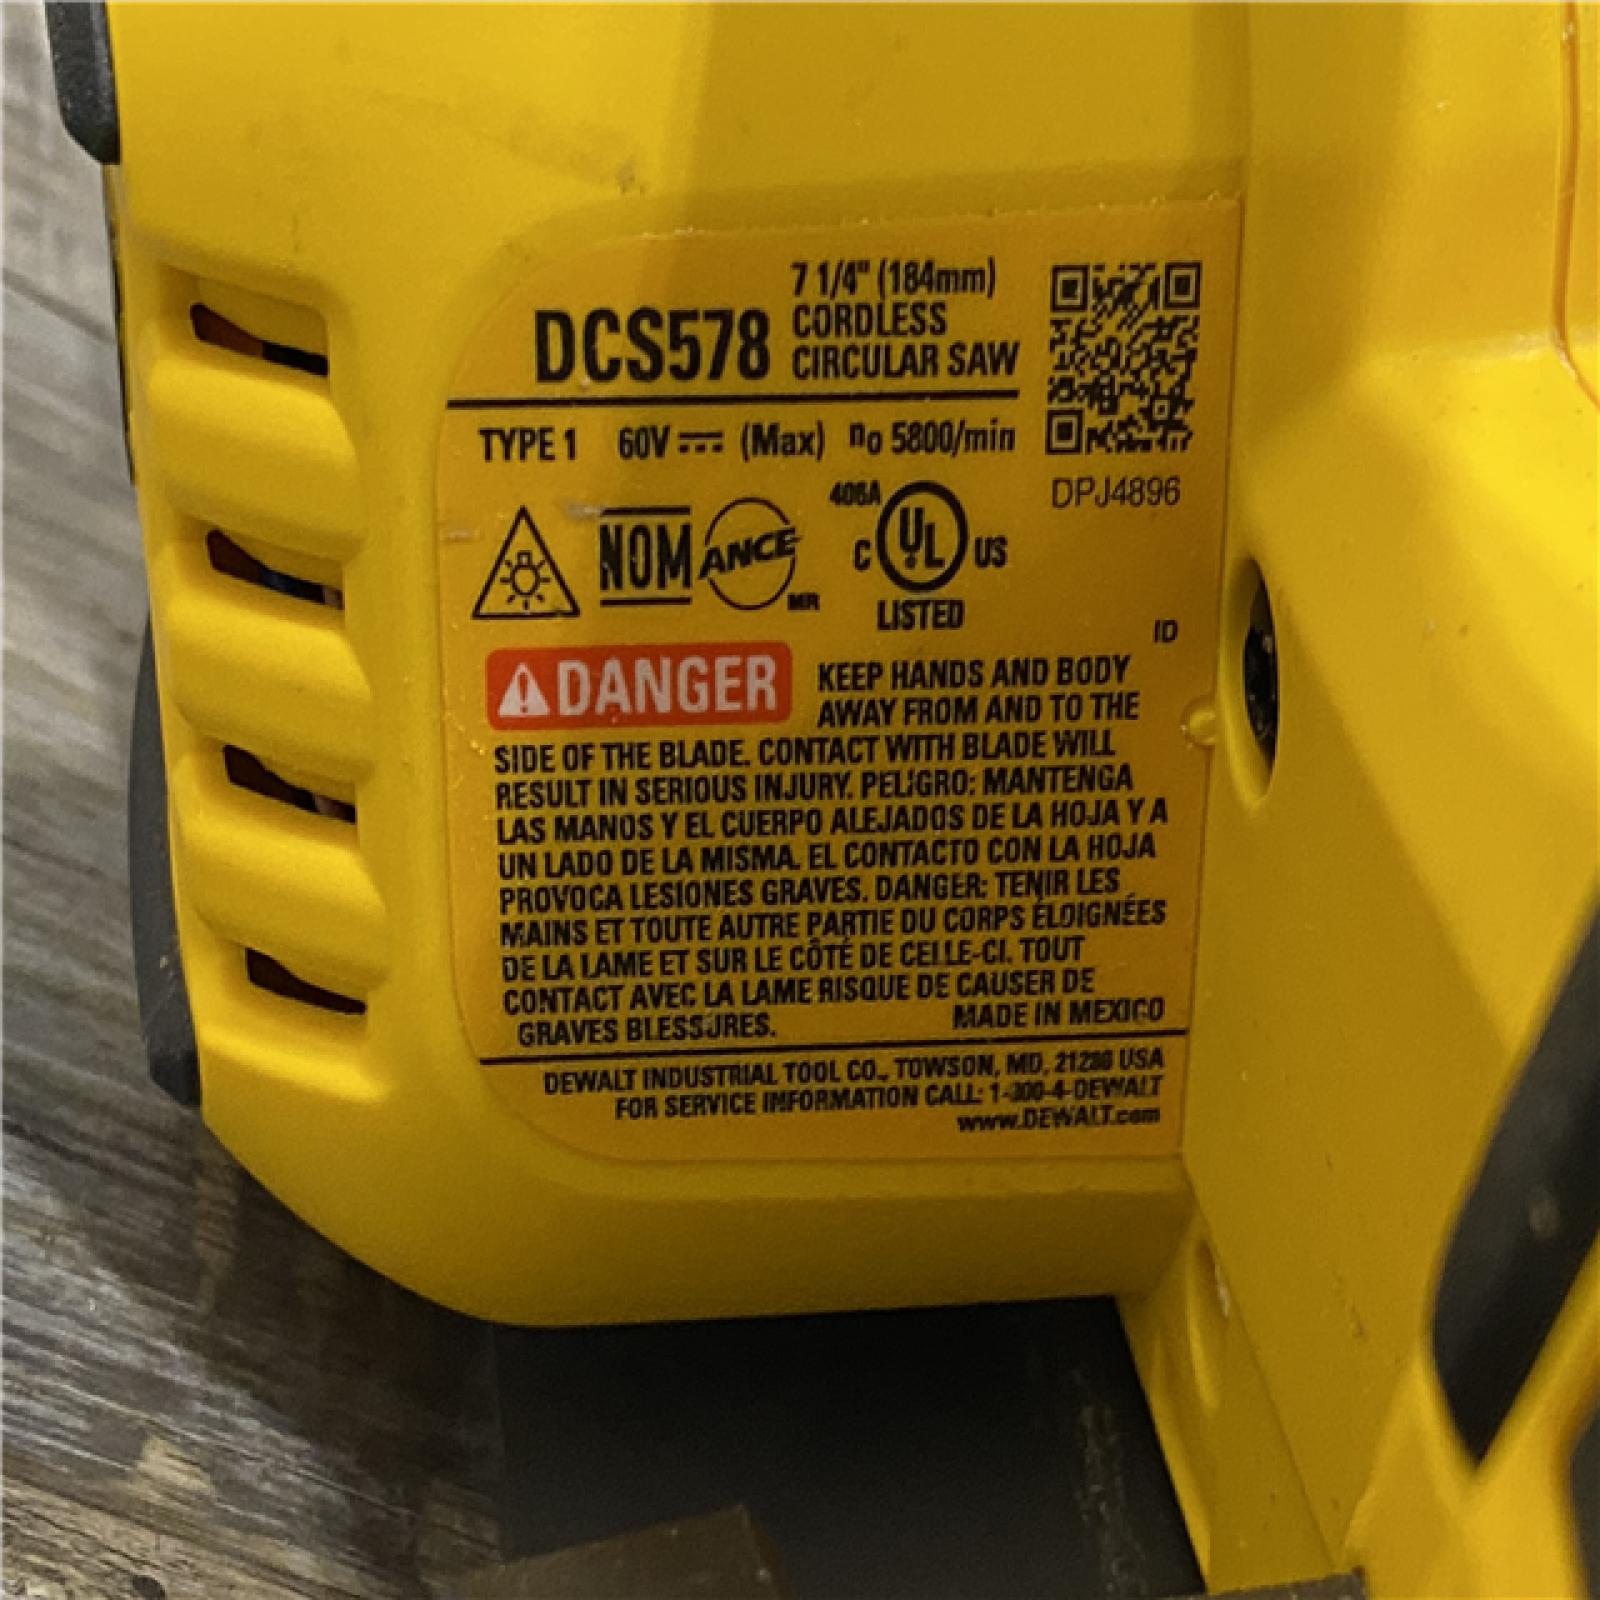 7 1/4" (184mm)
DCS578 CORDLESS
CIRCULAR SAW
TYPE 1 60V (Max) no 5800/min
DPJ4896
NOM ANCE MR
406A
C UL US
LISTED
ID
DANGER KEEP HANDS AND BODY
AWAY FROM AND TO THE
SIDE OF THE BLADE. CONTACT WITH BLADE WILL
RESULT IN SERIOUS INJURY. PELIGRO: MANTENGA
LAS MANOS Y EL CUERPO ALEJADOS DE LA HOJA Y A
UN LADO DE LA MISMA. EL CONTACTO CON LA HOJA
PROVOCA LESIONES GRAVES. DANGER: TENIR LES
MAINS ET TOUTE AUTRE PARTIE DU CORPS ÉLOIGNÉES
DE LA LAME ET SUR LE CÔTÉ DE CELLE-CI. TOUT
CONTACT AVEC LA LAME RISQUE DE CAUSER DE
GRAVES BLESSURES. MADE IN MEXICO
DEWALT INDUSTRIAL TOOL CO., TOWSON, MD, USA
FOR SERVICE INFORMATION CALL:
www.DEWALT.com